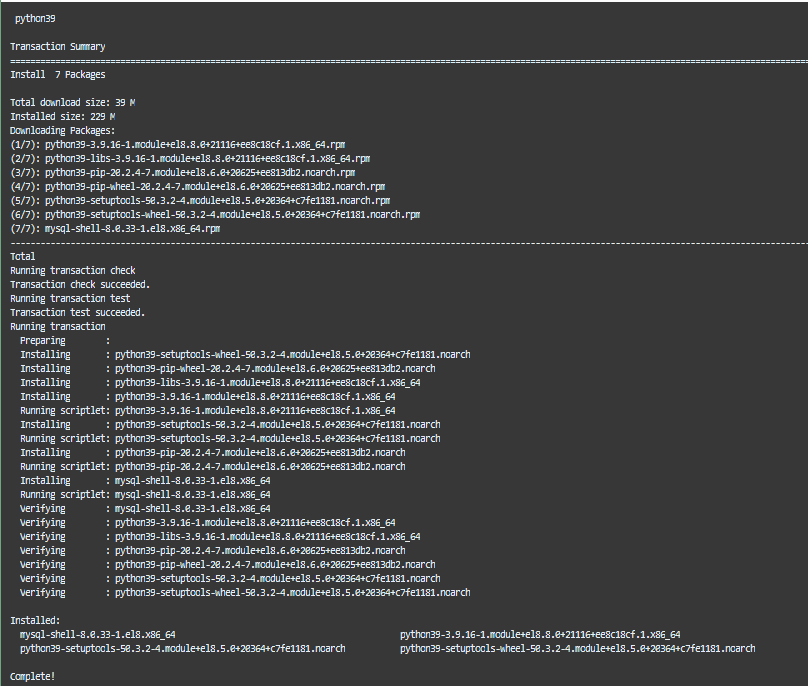 python39
Transaction Summary
================================================================================
Install  7 Packages
Total download size: 39 M
Installed size: 229 M
Downloading Packages:
(1/7): python39-3.9.16-1.module+el8.8.0+21116+ee8c18cf.1.x86_64.rpm
(2/7): python39-libs-3.9.16-1.module+el8.8.0+21116+ee8c18cf.1.x86_64.rpm
(3/7): python39-pip-20.2.4-7.module+el8.6.0+20625+ee813db2.noarch.rpm
(4/7): python39-pip-wheel-20.2.4-7.module+el8.6.0+20625+ee813db2.noarch.rpm
(5/7): python39-setuptools-50.3.2-4.module+el8.5.0+20364+c7fe1181.noarch.rpm
(6/7): python39-setuptools-wheel-50.3.2-4.module+el8.5.0+20364+c7fe1181.noarch.rpm
(7/7): mysql-shell-8.0.33-1.el8.x86_64.rpm
--------------------------------------------------------------------------------
Total
Running transaction check
Transaction check succeeded.
Running transaction test
Transaction test succeeded.
Running transaction
  Preparing        :
  Installing       : python39-setuptools-wheel-50.3.2-4.module+el8.5.0+20364+c7fe1181.noarch
  Installing       : python39-pip-wheel-20.2.4-7.module+el8.6.0+20625+ee813db2.noarch
  Installing       : python39-libs-3.9.16-1.module+el8.8.0+21116+ee8c18cf.1.x86_64
  Installing       : python39-3.9.16-1.module+el8.8.0+21116+ee8c18cf.1.x86_64
  Running scriptlet: python39-3.9.16-1.module+el8.8.0+21116+ee8c18cf.1.x86_64
  Installing       : python39-setuptools-50.3.2-4.module+el8.5.0+20364+c7fe1181.noarch
  Running scriptlet: python39-setuptools-50.3.2-4.module+el8.5.0+20364+c7fe1181.noarch
  Installing       : python39-pip-20.2.4-7.module+el8.6.0+20625+ee813db2.noarch
  Running scriptlet: python39-pip-20.2.4-7.module+el8.6.0+20625+ee813db2.noarch
  Installing       : mysql-shell-8.0.33-1.el8.x86_64
  Running scriptlet: mysql-shell-8.0.33-1.el8.x86_64
  Verifying        : mysql-shell-8.0.33-1.el8.x86_64
  Verifying        : python39-3.9.16-1.module+el8.8.0+21116+ee8c18cf.1.x86_64
  Verifying        : python39-libs-3.9.16-1.module+el8.8.0+21116+ee8c18cf.1.x86_64
  Verifying        : python39-pip-20.2.4-7.module+el8.6.0+20625+ee813db2.noarch
  Verifying        : python39-pip-wheel-20.2.4-7.module+el8.6.0+20625+ee813db2.noarch
  Verifying        : python39-setuptools-50.3.2-4.module+el8.5.0+20364+c7fe1181.noarch
  Verifying        : python39-setuptools-wheel-50.3.2-4.module+el8.5.0+20364+c7fe1181.noarch
Installed:
  mysql-shell-8.0.33-1.el8.x86_64    python39-3.9.16-1.module+el8.8.0+21116+ee8c18cf.1.x86_64
  python39-setuptools-50.3.2-4.module+el8.5.0+20364+c7fe1181.noarch    python39-setuptools-wheel-50.3.2-4.module+el8.5.0+20364+c7fe1181.noarch
Complete!